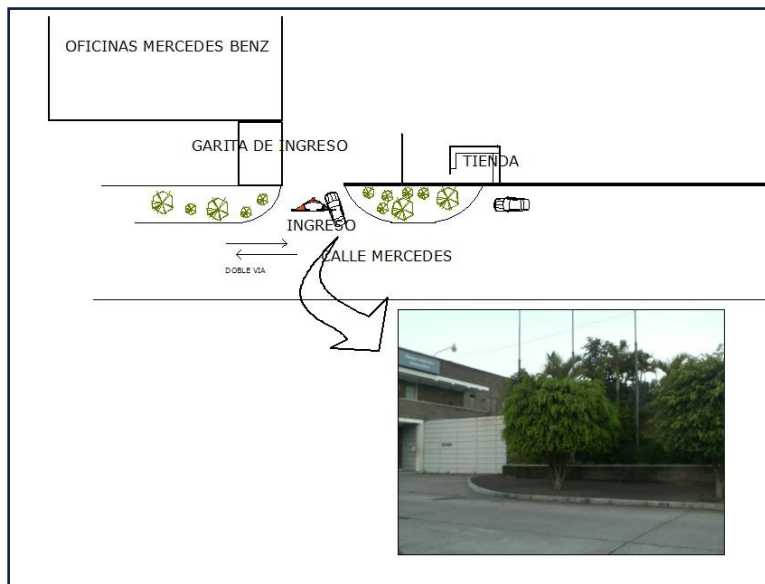 OFICINAS MERCEDES BENZ
GARITA DE INGRESO
TIENDA
INGRESO
CALLE MERCEDES
DOBLE VIA